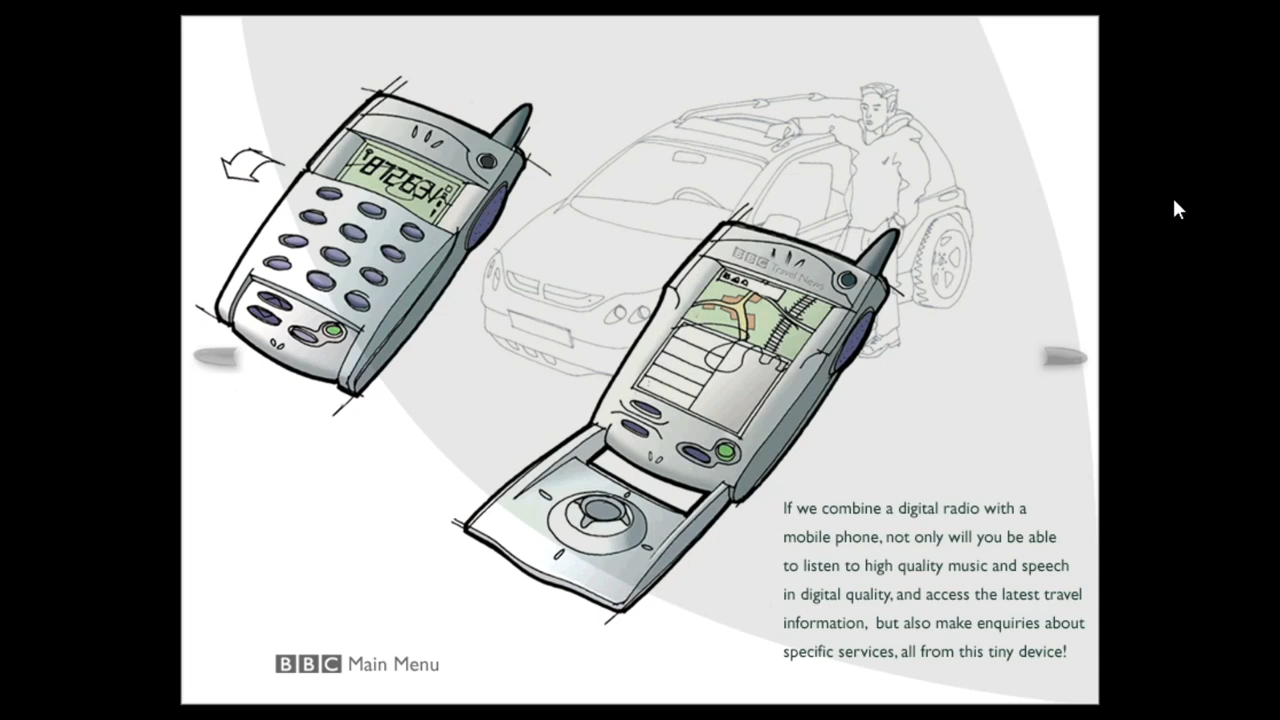 872634
BBC Travel News
If we combine a digital radio with a
mobile phone, not only will you be able
to listen to high quality music and speech
in digital quality, and access the latest travel
information, but also make enquiries about
specific services, all from this tiny device!
BBC Main Menu